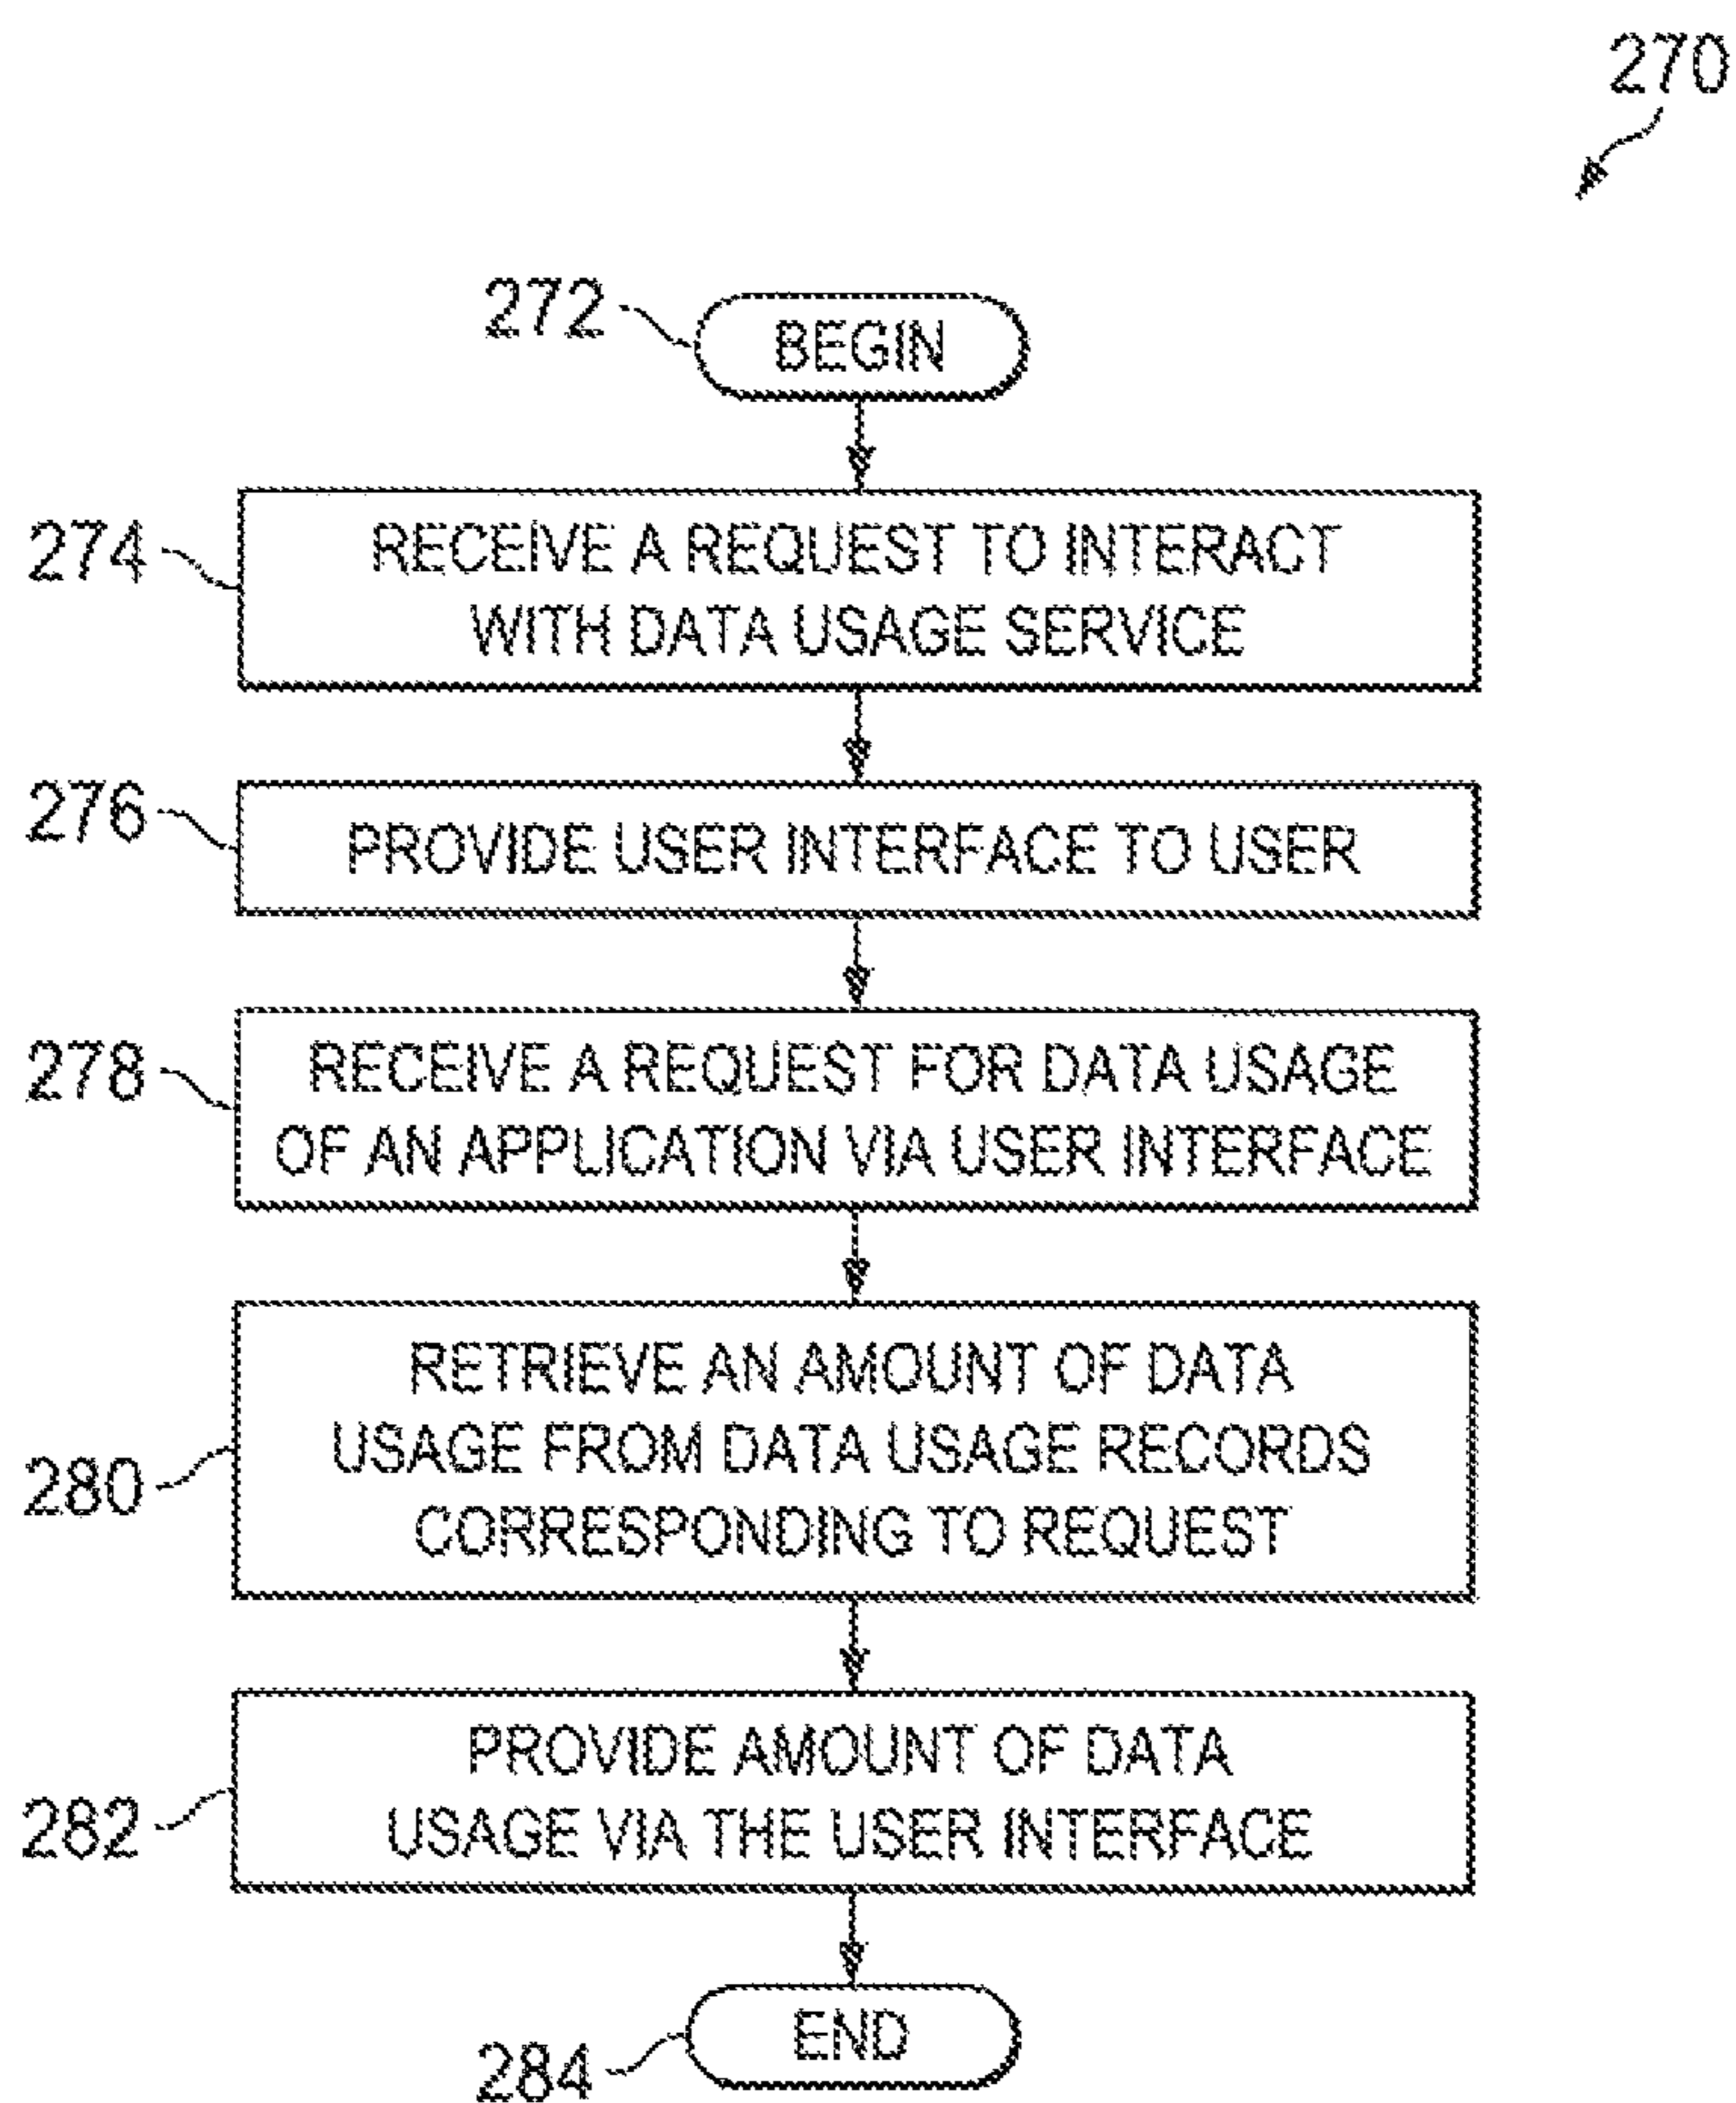 270
272
BEGIN
274
RECEIVE A REQUEST TO INTERACT
WITH DATA USAGE SERVICE
276
PROVIDE USER INTERFACE TO USER
278
RECEIVE A REQUEST FOR DATA USAGE
OF AN APPLICATION VIA USER INTERFACE
280
RETRIEVE AN AMOUNT OF DATA
USAGE FROM DATA USAGE RECORDS
CORRESPONDING TO REQUEST
282
PROVIDE AMOUNT OF DATA
USAGE VIA THE USER INTERFACE
284
END